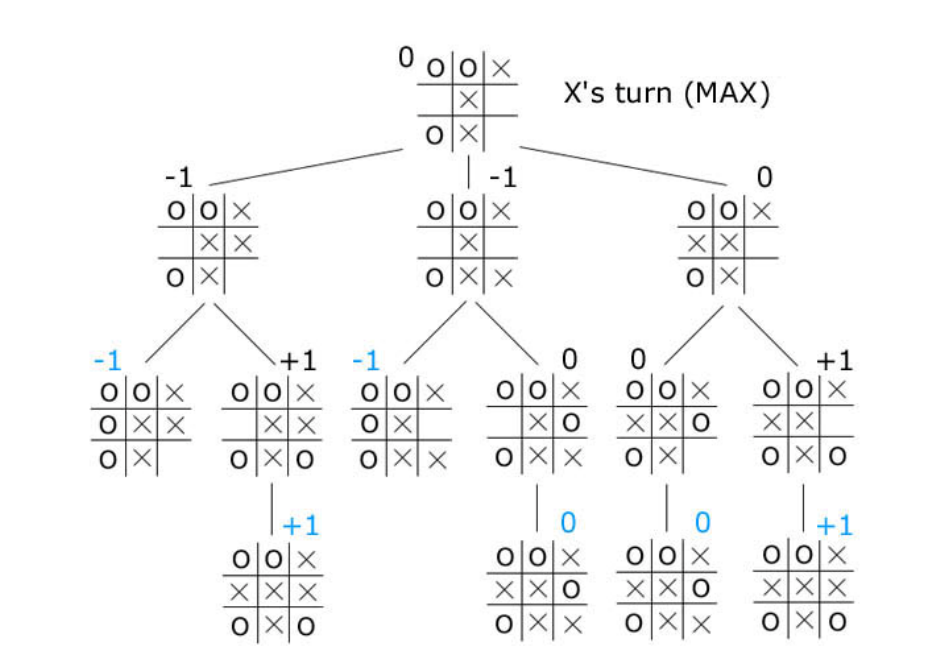 0
O O ×
×
O ×
X's turn (MAX)
-1
-1
0
O O ×
× ×
O ×
O O ×
×
O × ×
O O ×
× ×
O ×
-1
+1
-1
0
0
+1
O O ×
O × ×
O ×
O O ×
× ×
O × O
O O ×
O ×
O × ×
O O ×
× O
O × ×
O O ×
× × O
O ×
O O ×
× ×
O × O
+1
0
0
+1
O O ×
× × ×
O × O
O O ×
× × O
O × ×
O O ×
× × O
O × ×
O O ×
× × ×
O × O